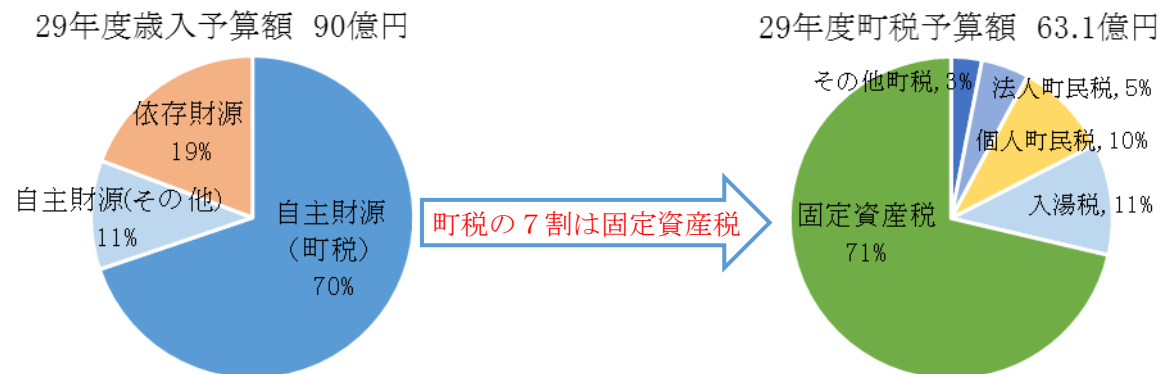 29年度歳入予算額 90億円
依存財源
19%
自主財源(その他)
11%
自主財源
(町税)
70%
町税の7割は固定資産税
29年度町税予算額 63.1億円
その他町税,3%
法人町民税,5%
個人町民税,10%
入湯税,11%
固定資産税
71%